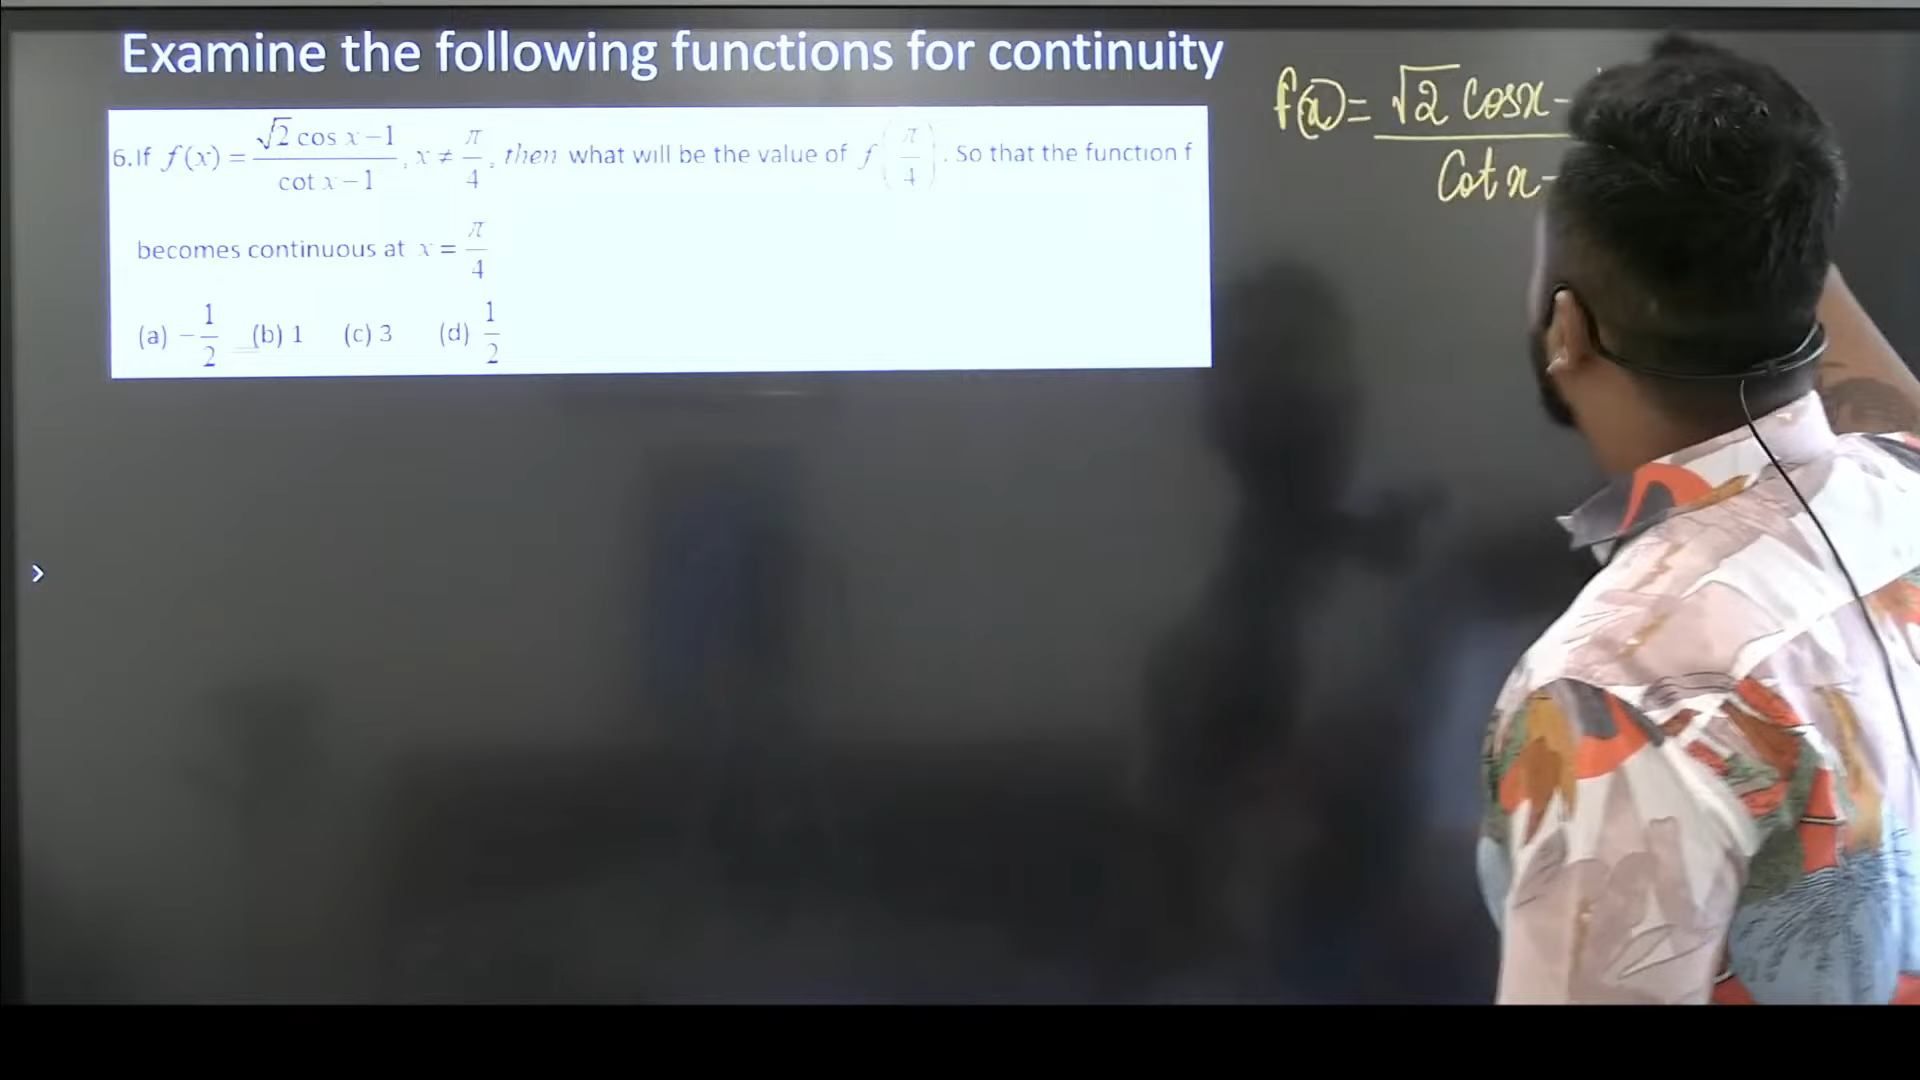 Examine the following functions for continuity
6.If f(x) = (√2 cos x − 1)/(cot x − 1), x ≠ π/4, then what will be the value of f(π/4). So that the function f
becomes continuous at x = π/4
(a) −1/2 (b) 1 (c) 3 (d) 1/2
f(x) = √2 Cosx −
Cot x −